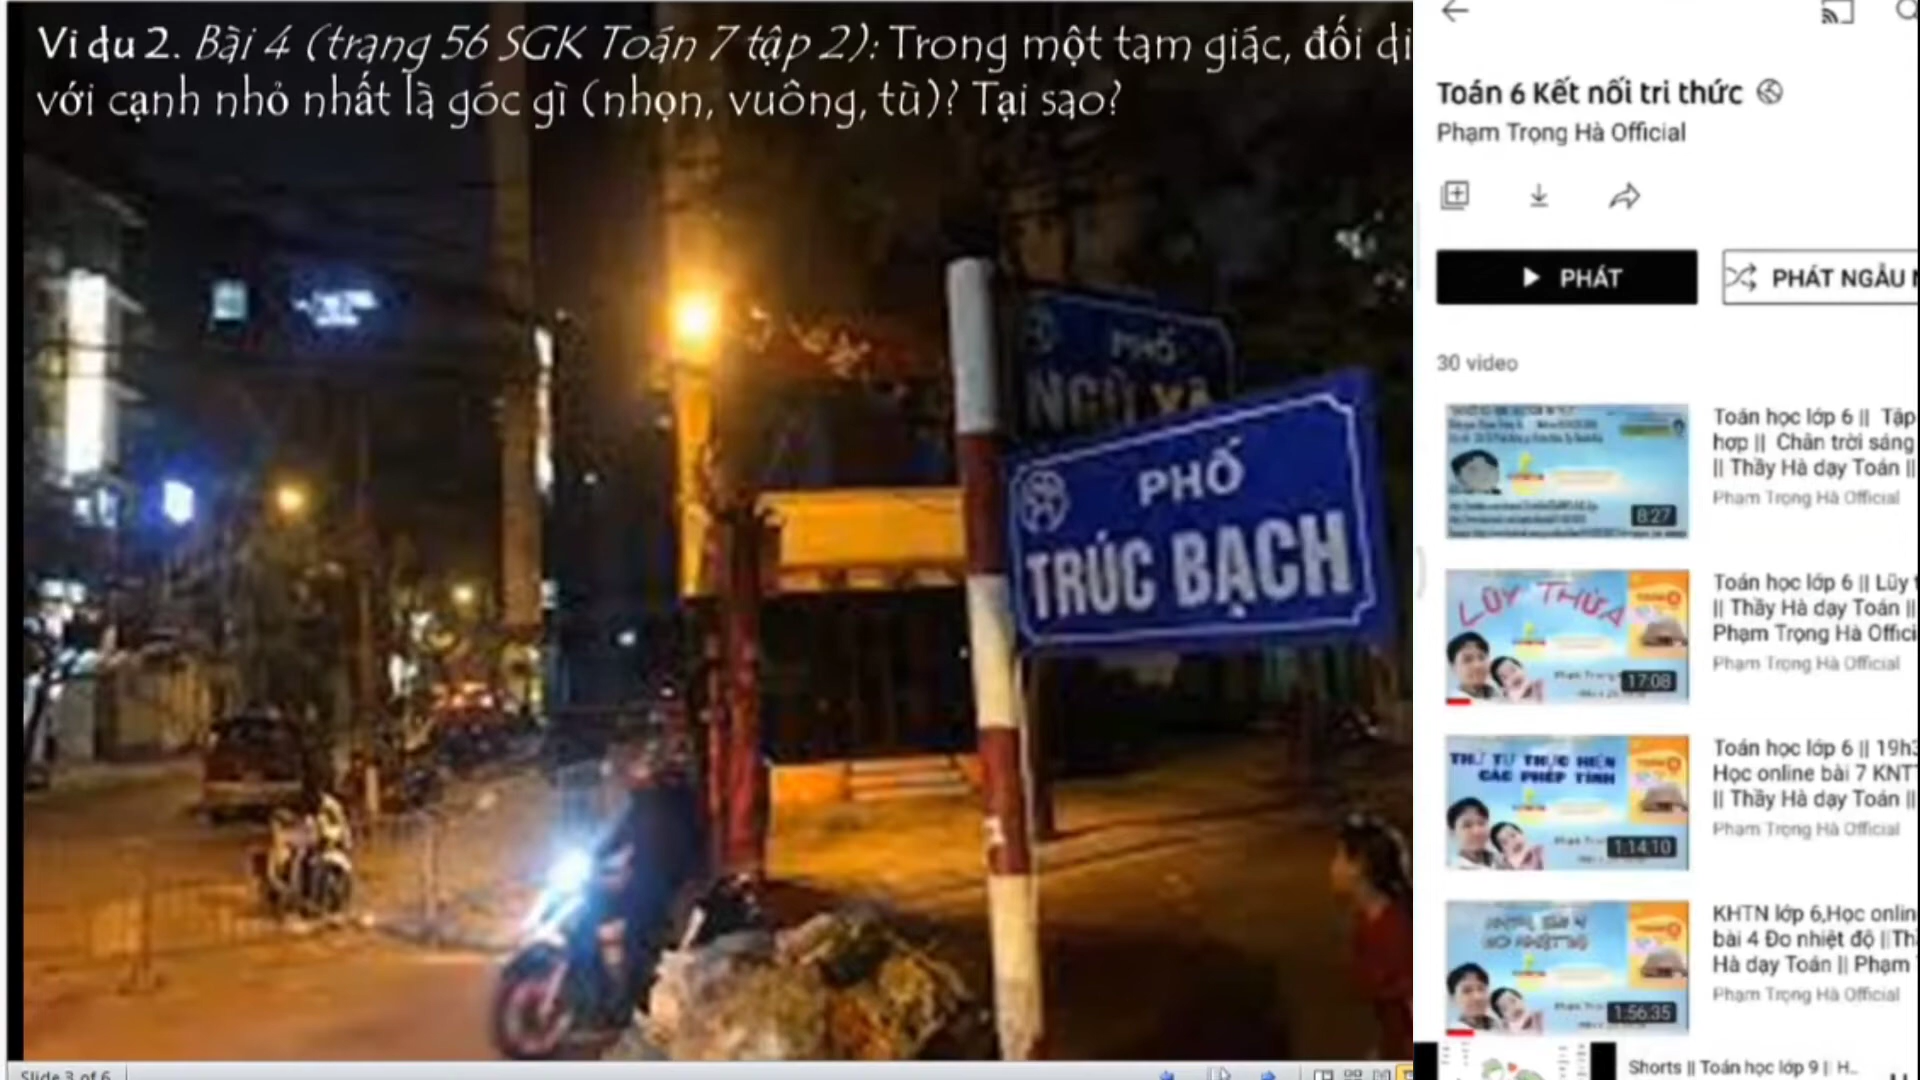 Ví dụ 2. Bài 4 (trang 56 SGK Toán 7 tập 2): Trong một tam giác, đối di
với cạnh nhỏ nhất là góc gì (nhọn, vuông, tù)? Tại sao?
PHỐ
NGŨ XÃ
PHỐ
TRÚC BẠCH
Slide 3 of 6
Toán 6 Kết nối tri thức
Phạm Trọng Hà Official
PHÁT
PHÁT NGẪU
30 video
Toán học lớp 6 || Tập
hợp || Chân trời sáng
|| Thầy Hà dạy Toán ||
Phạm Trọng Hà Official
8:27
Toán học lớp 6 || Lũy
|| Thầy Hà dạy Toán ||
Phạm Trọng Hà Offici
Phạm Trọng Hà Official
LŨY THỪA
17:08
Toán học lớp 6 || 19h3
Học online bài 7 KNT
|| Thầy Hà dạy Toán ||
Phạm Trọng Hà Official
THỨ TỰ THỰC HIỆN
CÁC PHÉP TÍNH
1:14:10
KHTN lớp 6,Học onlin
bài 4 Đo nhiệt độ || Th
Hà dạy Toán || Phạm
Phạm Trọng Hà Official
1:56:35
Shorts || Toán học lớp 9 || H...